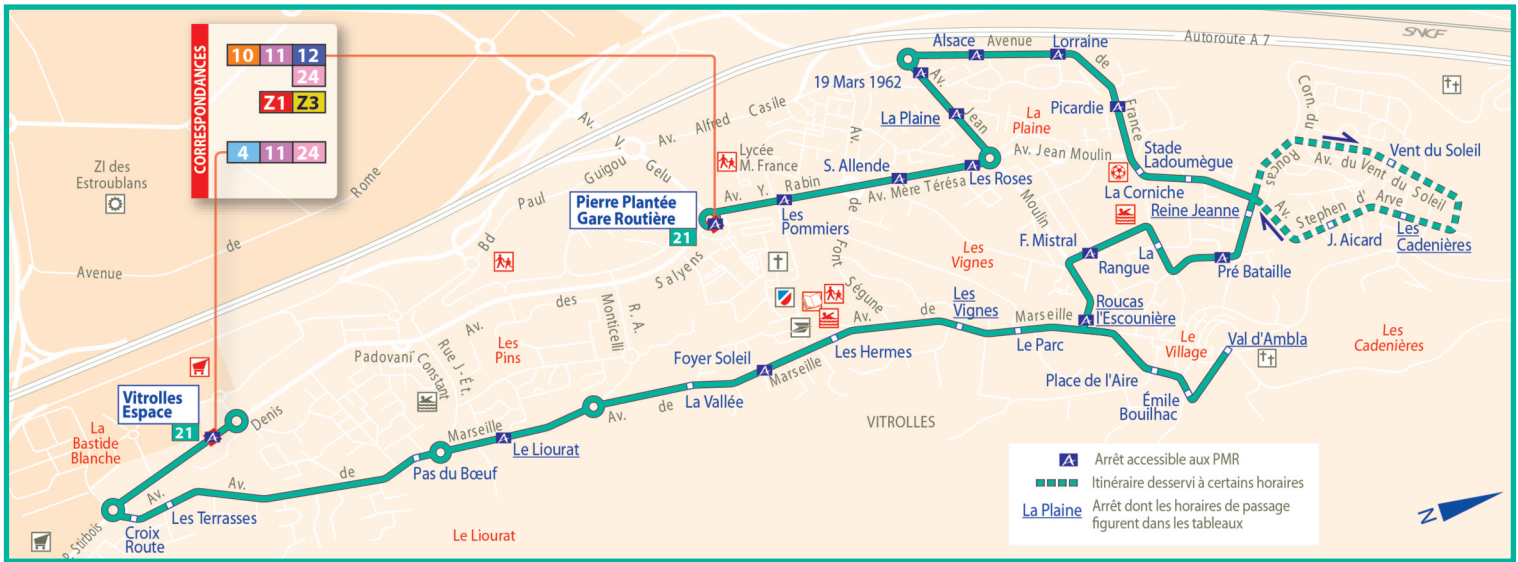 CORRESPONDANCES
10 11 12
24
Z1 Z3
4 11 24
ZI des
Estroublans
Avenue
de
Rome
Paul
Guigou
Bd
Av.
V.
Gelu
Av. Alfred Casile
Lycée
M. France
Pierre Plantée
Gare Routière
21
Av. Y. Rabin
Les
Pommiers
S. Allende
Av. Mère Térésa
Les Roses
Av.
de
Font
Ségune
La Plaine
19 Mars 1962
Av.
Jean
Moulin
Alsace
Avenue
Lorraine
de
France
Picardie
La
Plaine
Av. Jean Moulin
Stade
Ladoumègue
La Corniche
Reine Jeanne
Autoroute A 7
SNCF
Corn. du
Roucas
Av. du Vent du Soleil
Vent du Soleil
Av.
Stephen d'Arve
J. Aicard
Les
Cadenières
Pré Bataille
La
Rangue
F. Mistral
Roucas
l'Escounière
Les
Vignes
Salyens
des
Av.
R. A.
Monticelli
Padovani
Constant
Rue J-Ét.
Les
Pins
Vitrolles
Espace
21
Denis
La
Bastide
Blanche
Av.
P. Stirbois
Croix
Route
Les Terrasses
Av.
de
Marseille
Pas du Bœuf
Le Liourat
Le Liourat
Av.
de
Marseille
La Vallée
Foyer Soleil
Les Hermes
Av.
de
Marseille
Les
Vignes
Le Parc
Place de l'Aire
Émile
Bouilhac
Le
Village
Val d'Ambla
Les
Cadenières
VITROLLES
Arrêt accessible aux PMR
Itinéraire desservi à certains horaires
La Plaine Arrêt dont les horaires de passage
figurent dans les tableaux
N